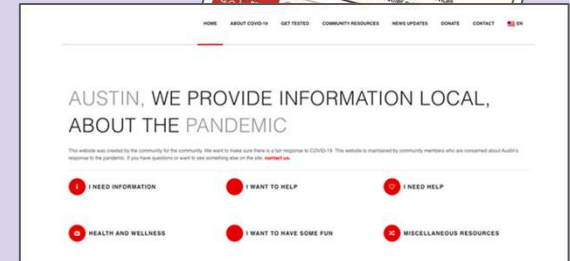 HOME ABOUT COVID-19 GET TESTED COMMUNITY RESOURCES NEWS UPDATES DONATE CONTACT EN
AUSTIN, WE PROVIDE INFORMATION LOCAL,
ABOUT THE PANDEMIC
This website was created by the community for the community. We want to make sure there is a fair response to COVID-19. This website is maintained by community members who are concerned about Austin's
response to the pandemic. If you have questions or want to see something else on the site, contact us.
I NEED INFORMATION I WANT TO HELP I NEED HELP
HEALTH AND WELLNESS I WANT TO HAVE SOME FUN MISCELLANEOUS RESOURCES